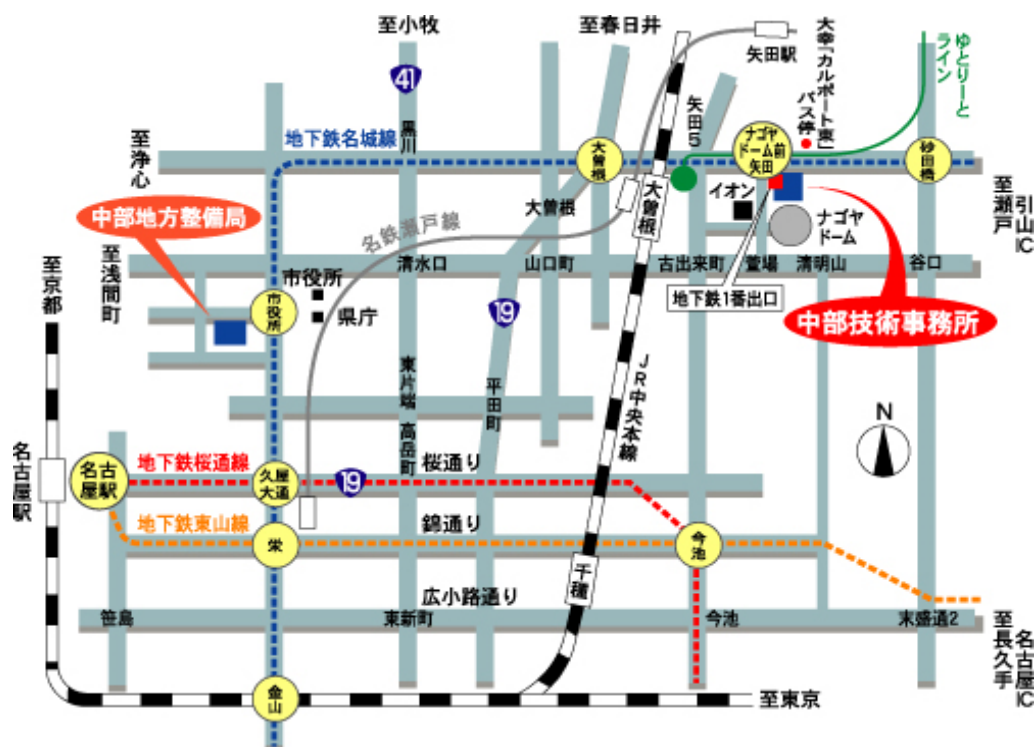 至小牧
至春日井
矢田駅
大幸「カルポート東」
バス停
ゆとりーと
ライン
41
黒川
矢田5
地下鉄名城線
大曽根
ナゴヤ
ドーム前
矢田
砂田橋
至浄心
中部地方整備局
名鉄瀬戸線
大曽根
大曽根
イオン
ナゴヤ
ドーム
至瀬戸
引山IC
至京都
至浅間町
市役所
市役所
県庁
清水口
山口町
古出来町
萱場
清明山
谷口
地下鉄1番出口
中部技術事務所
19
東片端
平田町
JR中央本線
N
高岳町
名古屋駅
名古
屋駅
地下鉄桜通線
久屋
大通
19
桜通り
地下鉄東山線
栄
錦通り
今池
千種
広小路通り
笹島
東新町
今池
末盛通2
至長久手
名古屋IC
金山
至東京